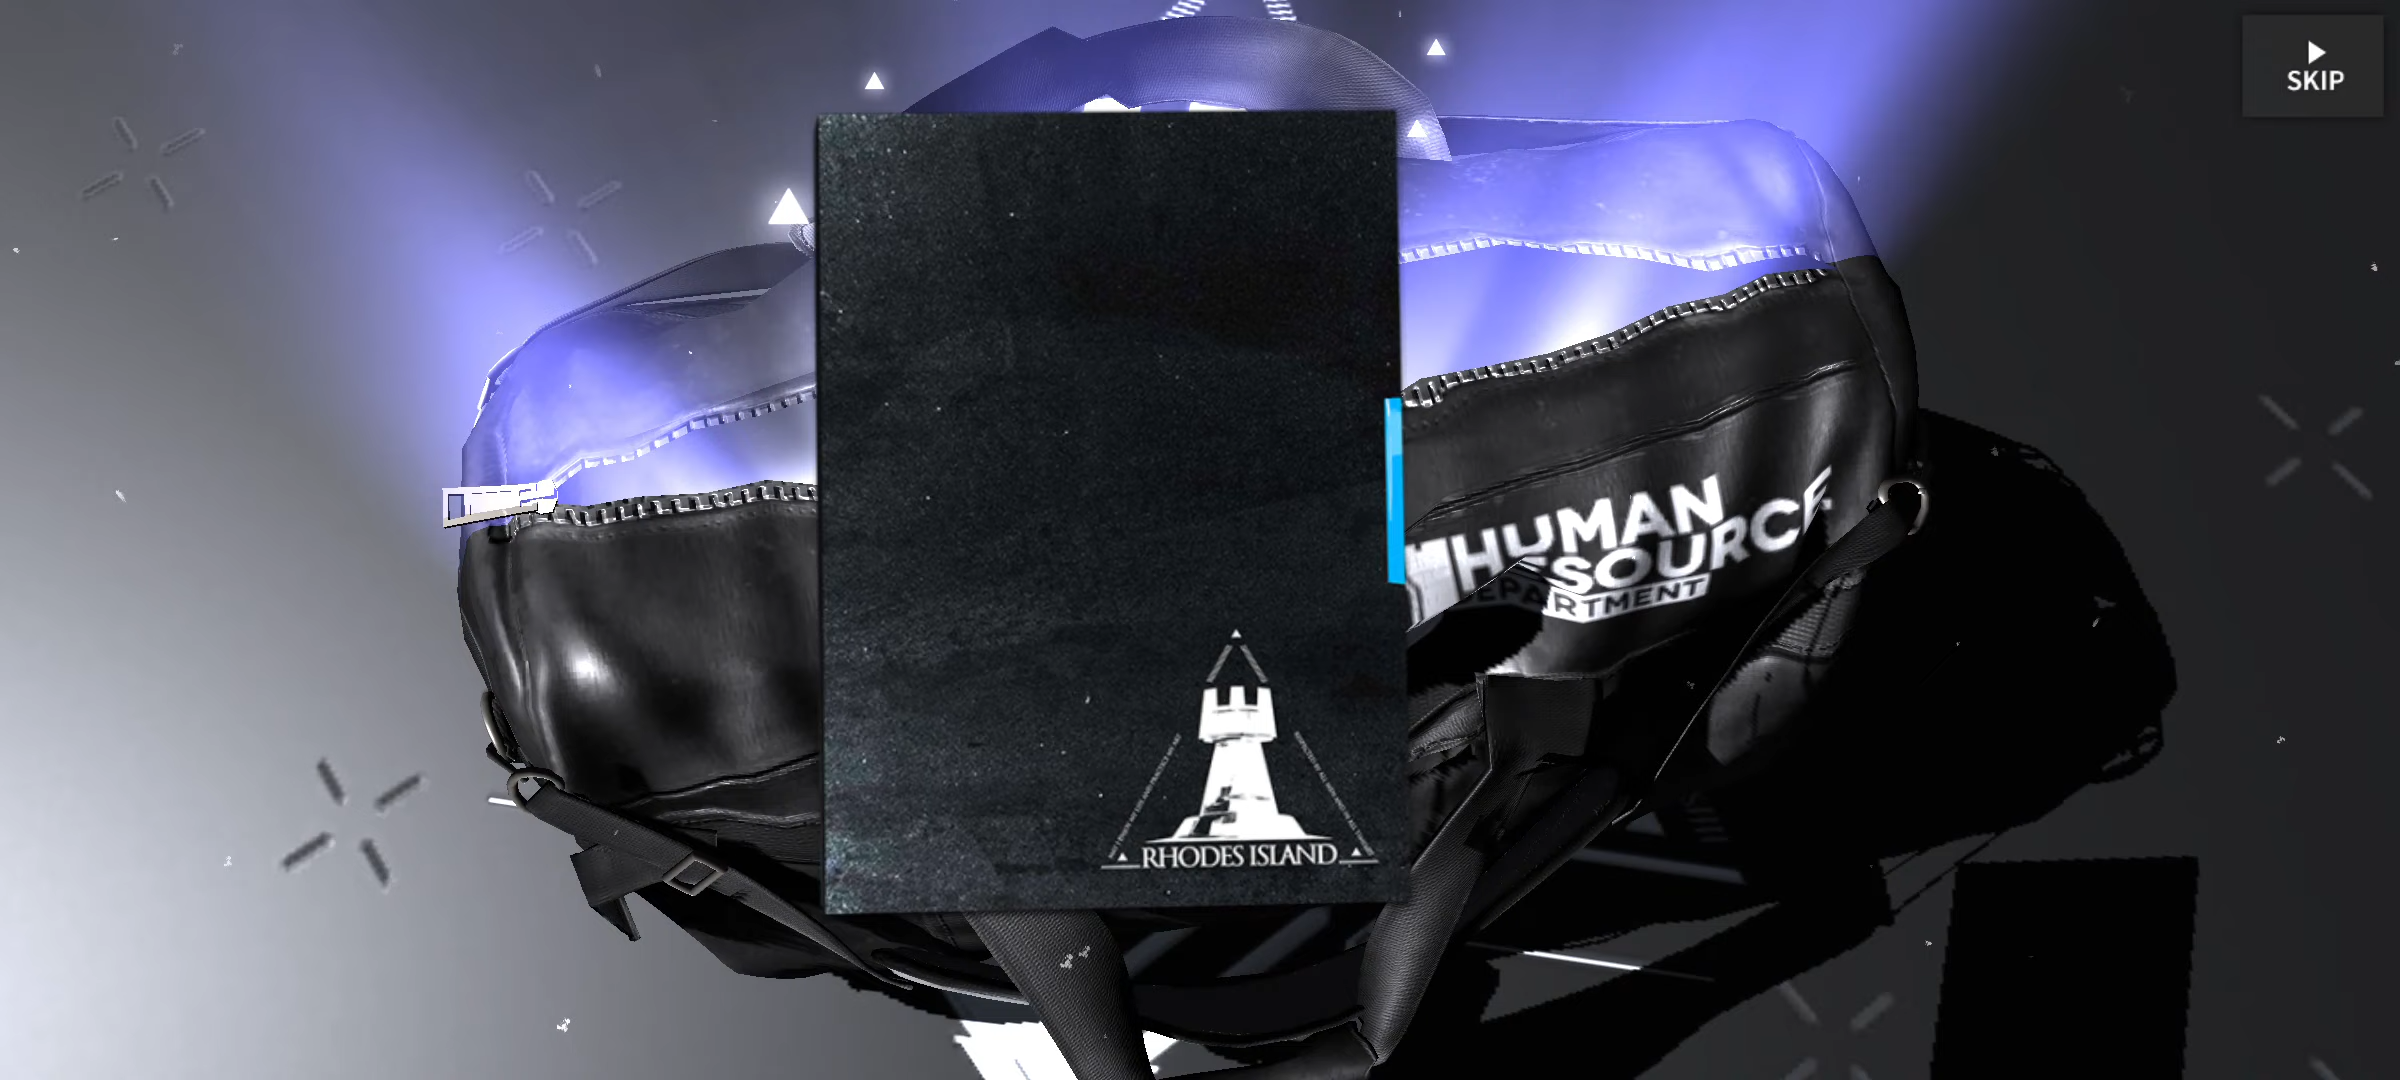 SKIP
HUMAN
RESOURCE
DEPARTMENT
RHODES ISLAND